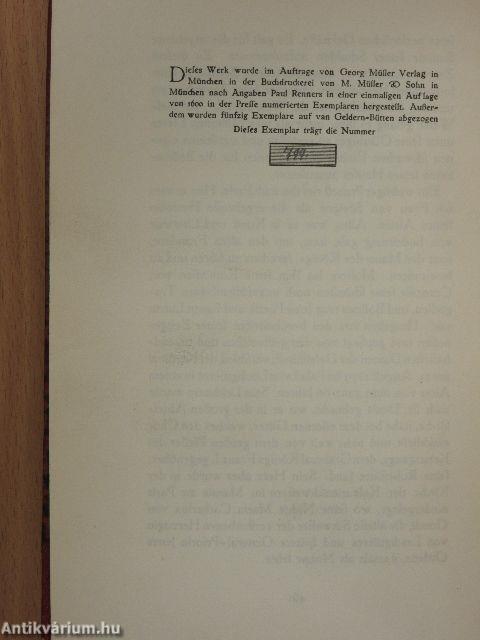 Dieses Werk wurde im Auftrage von Georg Müller Verlag in
München in der Buchdruckerei von M. Müller & Sohn in
München nach Angaben Paul Renners in einer einmaligen Auflage
von 1600 in der Presse numerierten Exemplaren hergestellt. Außer-
dem wurden fünfzig Exemplare auf van Geldern-Bütten abgezogen
Dieses Exemplar trägt die Nummer
Antikvárium.hu